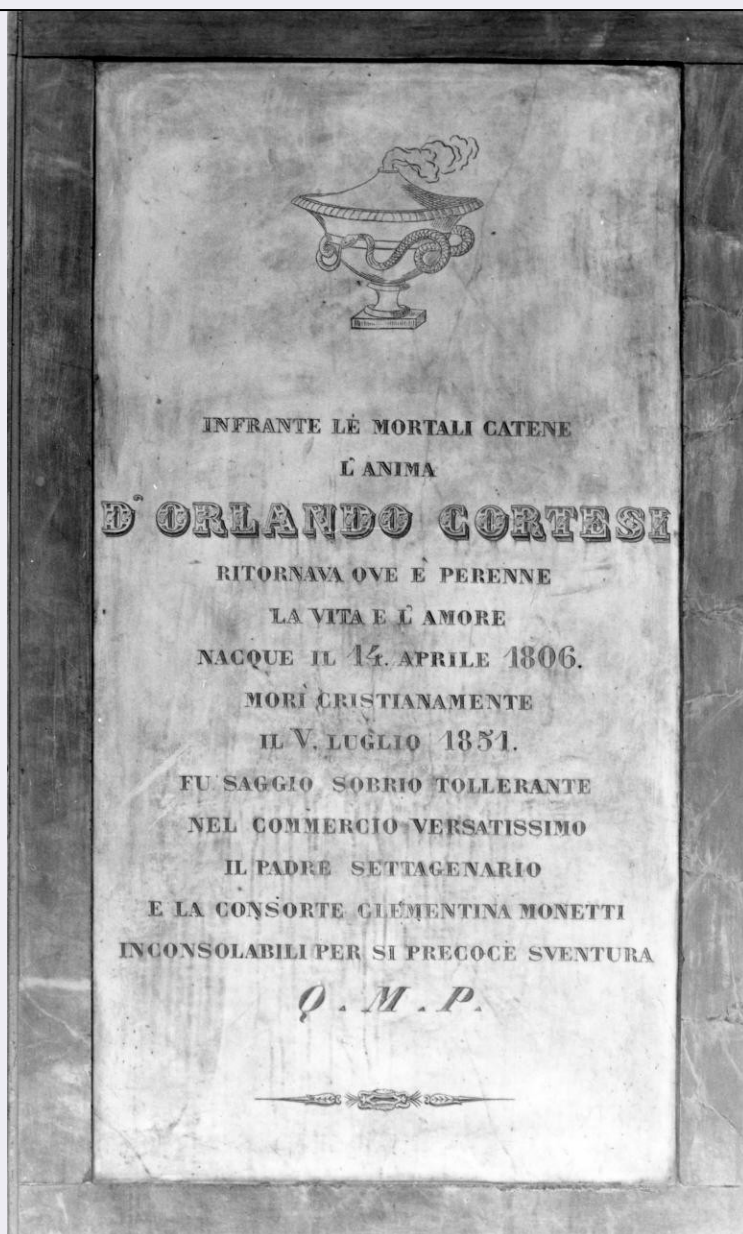 INFRANTE LE MORTALI CATENE
L'ANIMA
D' ORLANDO CORTESI
RITORNAVA OVE E' PERENNE
LA VITA E L' AMORE
NACQUE IL 14. APRILE 1806.
MORÌ CRISTIANAMENTE
IL V. LUGLIO 1851.
FU SAGGIO SOBRIO TOLLERANTE
NEL COMMERCIO VERSATISSIMO
IL PADRE SETTAGENARIO
E LA CONSORTE CLEMENTINA MONETTI
INCONSOLABILI PER SI PRECOCE SVENTURA
Q. M. P.